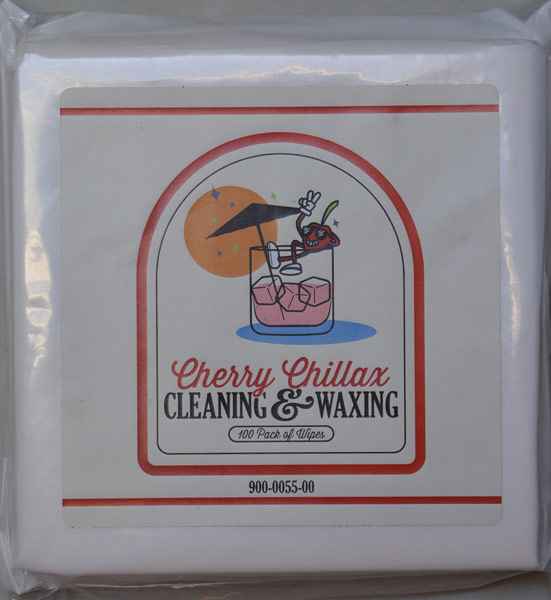 Cherry Chillax
CLEANING & WAXING
100 Pack of Wipes
900-0055-00